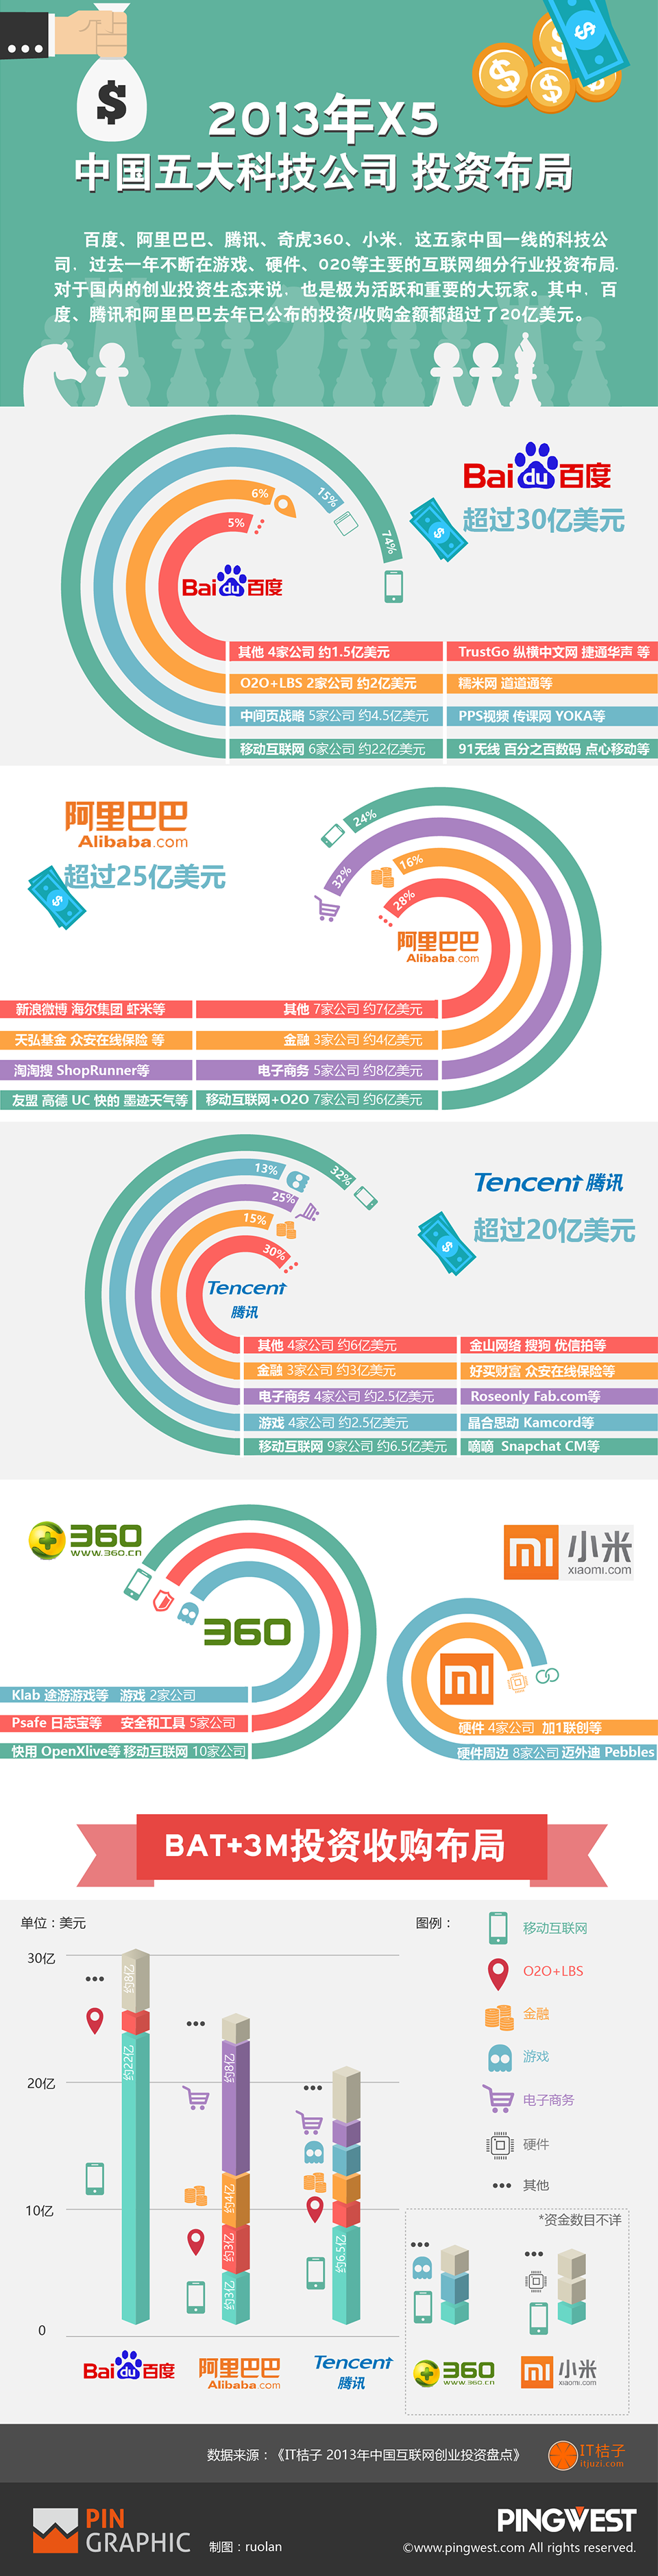 2013年X5
中国五大科技公司 投资布局
百度、阿里巴巴、腾讯、奇虎360、小米，这五家中国一线的科技公
司，过去一年不断在游戏、硬件、020等主要的互联网细分行业投资布局.
对于国内的创业投资生态来说，也是极为活跃和重要的大玩家。其中，百
度、腾讯和阿里巴巴去年已公布的投资/收购金额都超过了20亿美元。
Bai du 百度
超过30亿美元
6%
15%
5%
74%
Bai du 百度
其他 4家公司 约1.5亿美元 TrustGo 纵横中文网 捷通华声 等
O2O+LBS 2家公司 约2亿美元 糯米网 道道通等
中间页战略 5家公司 约4.5亿美元 PPS视频 传课网 YOKA等
移动互联网 6家公司 约22亿美元 91无线 百分之百数码 点心移动等
阿里巴巴
Alibaba.com
超过25亿美元
24%
32%
16%
28%
阿里巴巴
Alibaba.com
新浪微博 海尔集团 虾米等 其他 7家公司 约7亿美元
天弘基金 众安在线保险 等 金融 3家公司 约4亿美元
淘淘搜 ShopRunner等 电子商务 5家公司 约8亿美元
友盟 高德 UC 快的 墨迹天气等 移动互联网+O2O 7家公司 约6亿美元
Tencent 腾讯
超过20亿美元
13%
32%
25%
15%
30%
Tencent
腾讯
其他 4家公司 约6亿美元 金山网络 搜狗 优信拍等
金融 3家公司 约3亿美元 好买财富 众安在线保险等
电子商务 4家公司 约2.5亿美元 Roseonly Fab.com等
游戏 4家公司 约2.5亿美元 晶合思动 Kamcord等
移动互联网 9家公司 约6.5亿美元 嘀嘀 Snapchat CM等
360
www.360.cn
360
Klab 途游游戏等 游戏 2家公司
Psafe 日志宝等 安全和工具 5家公司
快用 OpenXlive等 移动互联网 10家公司
mi 小米
xiaomi.com
mi
硬件 4家公司 加1联创等
硬件周边 8家公司 迈外迪 Pebbles
BAT+3M投资收购布局
单位：美元
图例：
30亿
20亿
10亿
0
约8亿
约22亿
约8亿
约4亿
约3亿
约3亿
约6.5亿
移动互联网
O2O+LBS
金融
游戏
电子商务
硬件
其他
*资金数目不详
Bai du 百度
阿里巴巴
Alibaba.com
Tencent
腾讯
360
www.360.cn
mi 小米
xiaomi.com
数据来源：《IT桔子 2013年中国互联网创业投资盘点》
IT桔子
itjuzi.com
PIN
GRAPHIC
制图：ruolan
PINGWEST
©www.pingwest.com All rights reserved.